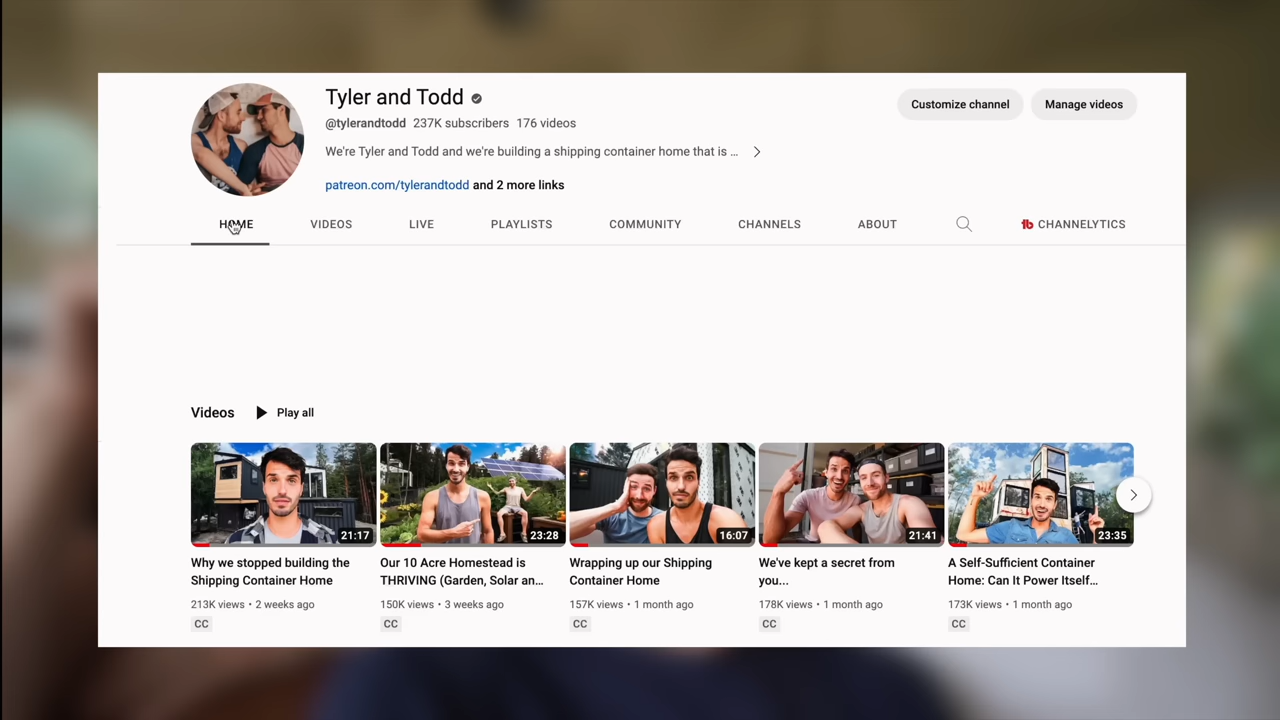 Tyler and Todd
Customize channel
Manage videos
@tylerandtodd 237K subscribers 176 videos
We're Tyler and Todd and we're building a shipping container home that is ...
patreon.com/tylerandtodd and 2 more links
HOME VIDEOS LIVE PLAYLISTS COMMUNITY CHANNELS ABOUT tb CHANNELYTICS
Videos Play all
21:17 23:28 16:07 21:41 23:35
Why we stopped building the
Shipping Container Home
213K views • 2 weeks ago
CC
Our 10 Acre Homestead is
THRIVING (Garden, Solar an...
150K views • 3 weeks ago
CC
Wrapping up our Shipping
Container Home
157K views • 1 month ago
CC
We've kept a secret from
you...
178K views • 1 month ago
CC
A Self-Sufficient Container
Home: Can It Power Itself...
173K views • 1 month ago
CC